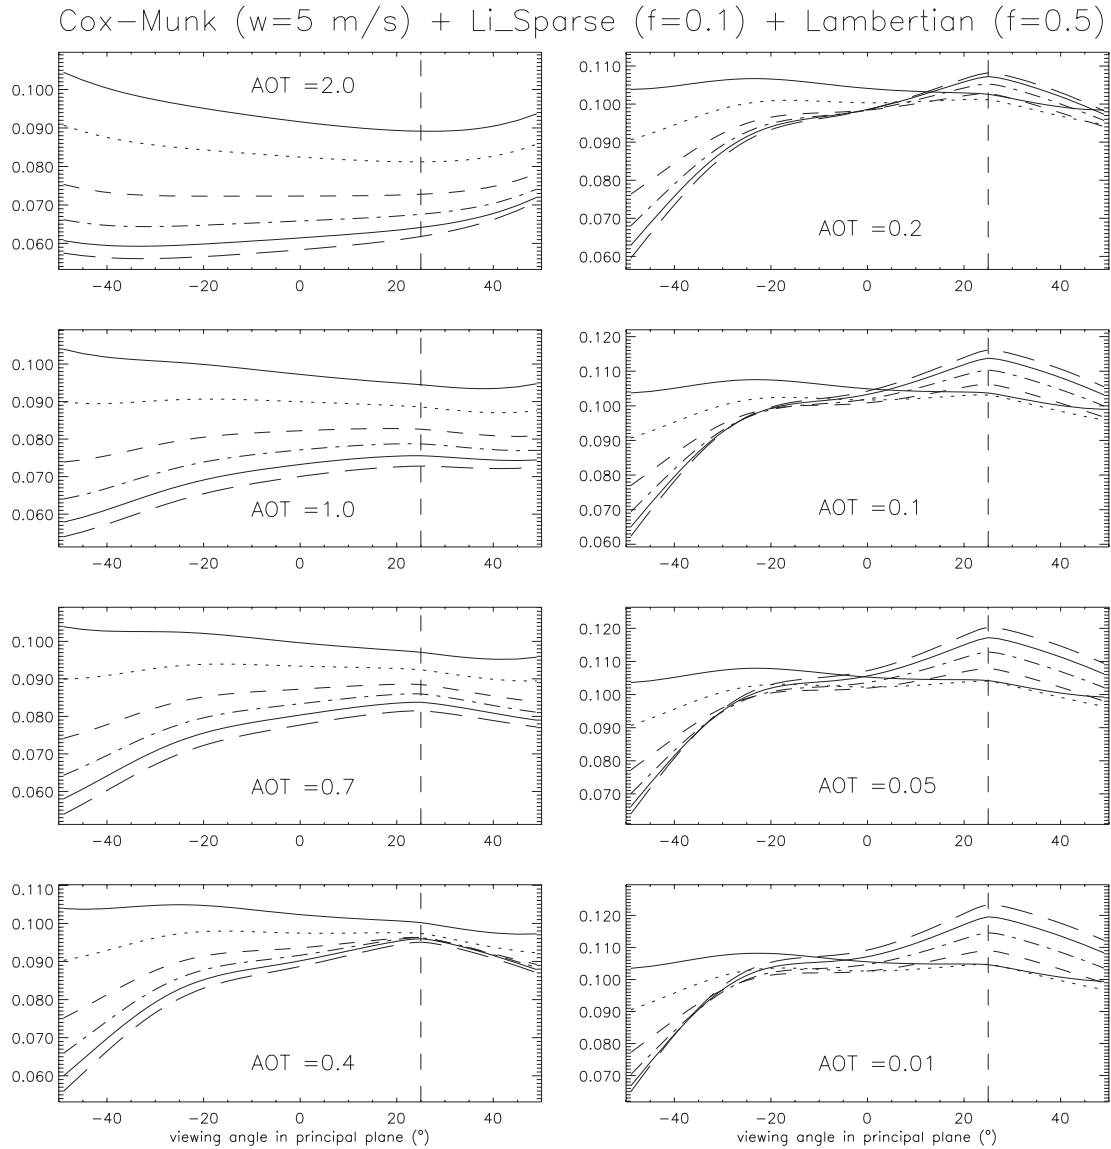 Cox-Munk (w=5 m/s) + Li_Sparse (f=0.1) + Lambertian (f=0.5)
AOT =2.0
0.100
0.090
0.080
0.070
0.060
-40 -20 0 20 40
0.110
0.100
0.090
0.080
0.070
0.060
AOT =0.2
-40 -20 0 20 40
0.100
0.090
0.080
0.070
0.060
AOT =1.0
-40 -20 0 20 40
0.120
0.110
0.100
0.090
0.080
0.070
0.060
AOT =0.1
-40 -20 0 20 40
0.100
0.090
0.080
0.070
0.060
AOT =0.7
-40 -20 0 20 40
0.120
0.110
0.100
0.090
0.080
0.070
AOT =0.05
-40 -20 0 20 40
0.110
0.100
0.090
0.080
0.070
0.060
AOT =0.4
-40 -20 0 20 40
viewing angle in principal plane (°)
0.120
0.110
0.100
0.090
0.080
0.070
AOT =0.01
-40 -20 0 20 40
viewing angle in principal plane (°)